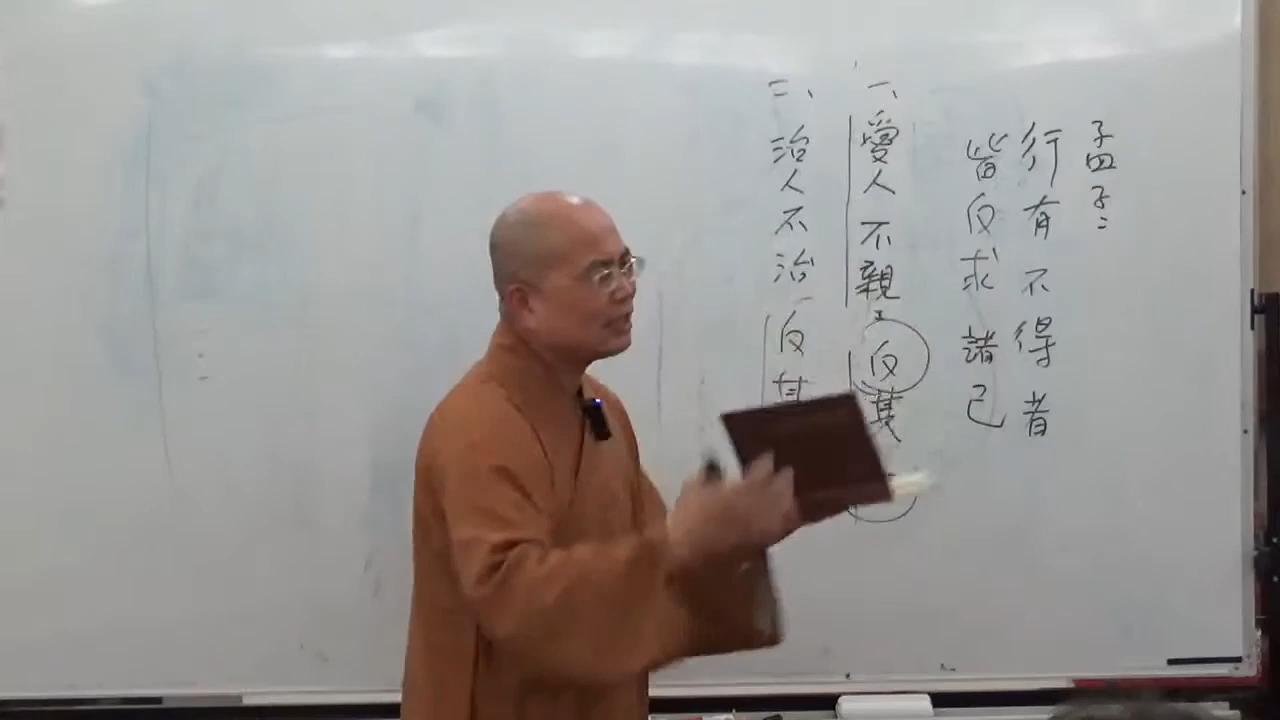 孟子:
行有不得者
皆反求諸己
一、愛人不親:反其
二、治人不治 反其